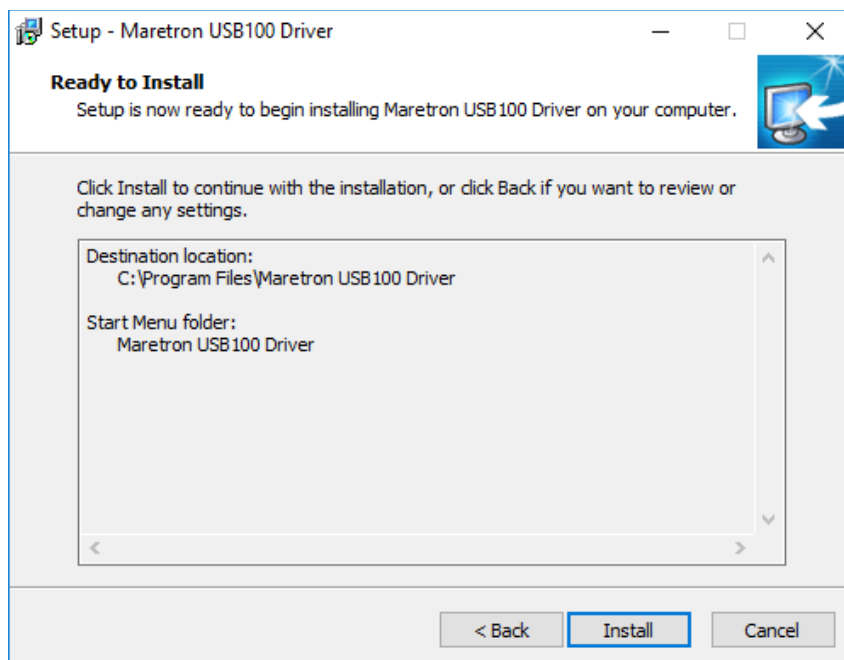 Setup - Maretron USB100 Driver
Ready to Install
Setup is now ready to begin installing Maretron USB100 Driver on your computer.
Click Install to continue with the installation, or click Back if you want to review or
change any settings.
Destination location:
C:\Program Files\Maretron USB100 Driver
Start Menu folder:
Maretron USB100 Driver
< Back
Install
Cancel